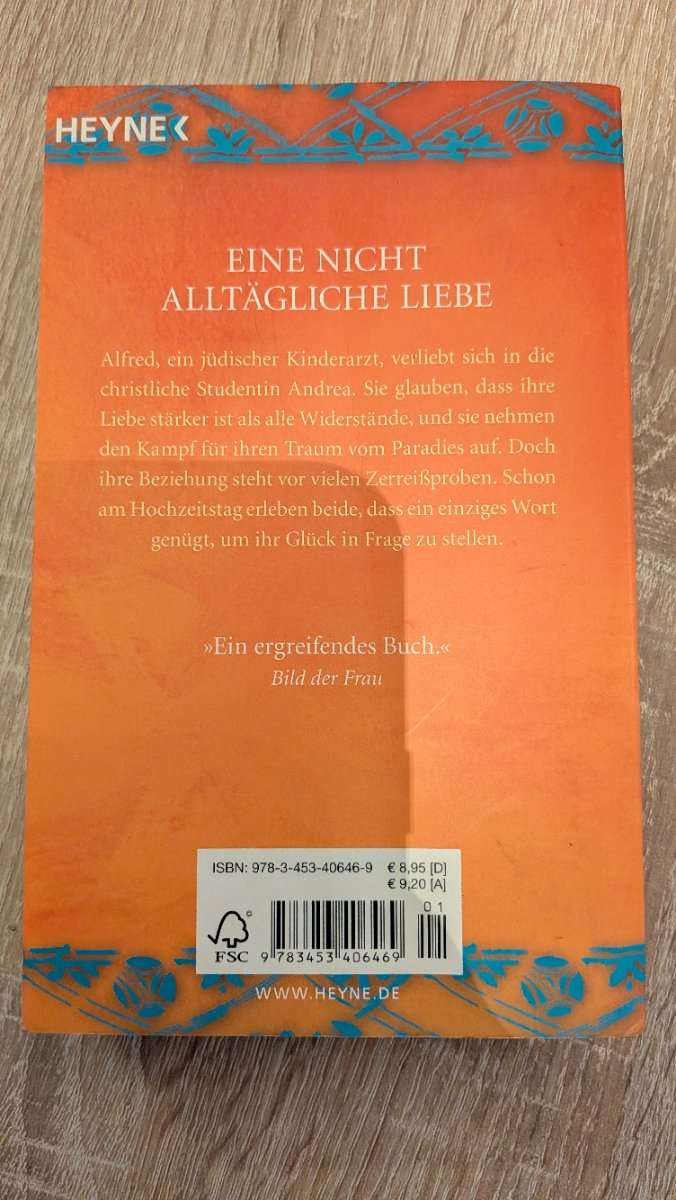 HEYNE
EINE NICHT
ALLTÄGLICHE LIEBE
Alfred, ein jüdischer Kinderarzt, verliebt sich in die
christliche Studentin Andrea. Sie glauben, dass ihre
Liebe stärker ist als alle Widerstände, und sie nehmen
den Kampf für ihren Traum vom Paradies auf. Doch
ihre Beziehung steht vor vielen Zerreißproben. Schon
am Hochzeitstag erleben beide, dass ein einziges Wort
genügt, um ihr Glück in Frage zu stellen.
»Ein ergreifendes Buch.«
Bild der Frau
ISBN: 978-3-453-40646-9 € 8,95 [D]
€ 9,20 [A]
0 1
©
FSC 9 783453 406469
WWW.HEYNE.DE